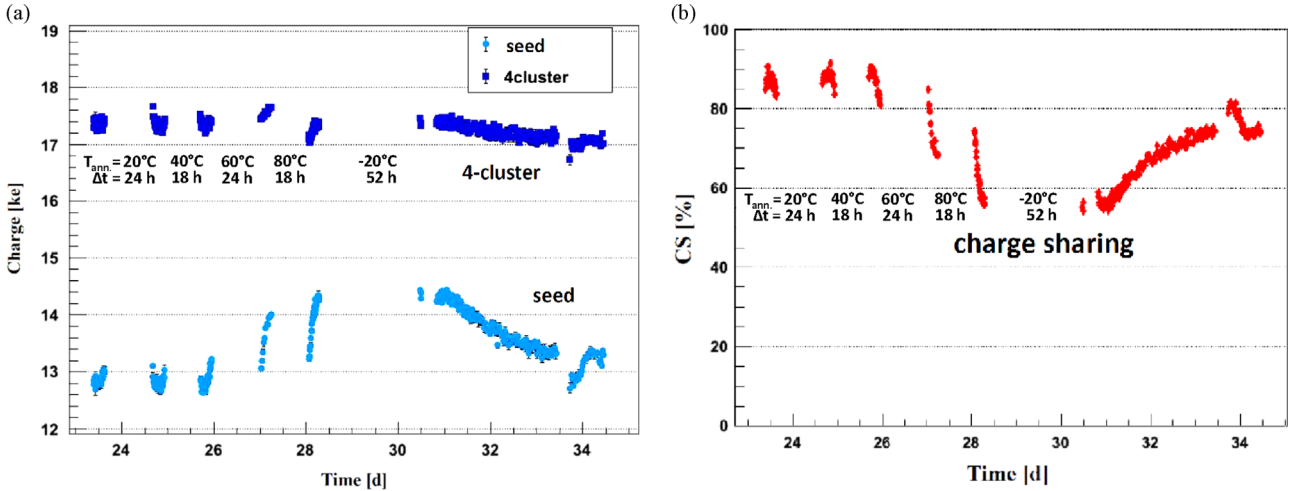 (a)
19
18
17
16
15
14
13
12
Charge [ke]
seed
4cluster
Tann.= 20°C 40°C 60°C 80°C -20°C
Δt = 24 h 18 h 24 h 18 h 52 h
4-cluster
seed
24 26 28 30 32 34
Time [d]
(b)
100
80
60
40
20
0
CS [%]
Tann.= 20°C 40°C 60°C 80°C -20°C
Δt = 24 h 18 h 24 h 18 h 52 h
charge sharing
24 26 28 30 32 34
Time [d]